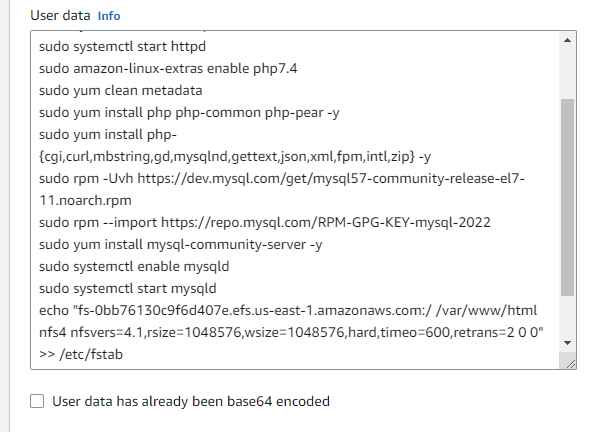 User data Info
sudo systemctl start httpd
sudo amazon-linux-extras enable php7.4
sudo yum clean metadata
sudo yum install php php-common php-pear -y
sudo yum install php-
{cgi,curl,mbstring,gd,mysqlnd,gettext,json,xml,fpm,intl,zip} -y
sudo rpm -Uvh https://dev.mysql.com/get/mysql57-community-release-el7-
11.noarch.rpm
sudo rpm --import https://repo.mysql.com/RPM-GPG-KEY-mysql-2022
sudo yum install mysql-community-server -y
sudo systemctl enable mysqld
sudo systemctl start mysqld
echo "fs-0bb76130c9f6d407e.efs.us-east-1.amazonaws.com:/ /var/www/html
nfs4 nfsvers=4.1,rsize=1048576,wsize=1048576,hard,timeo=600,retrans=2 0 0"
>> /etc/fstab
User data has already been base64 encoded